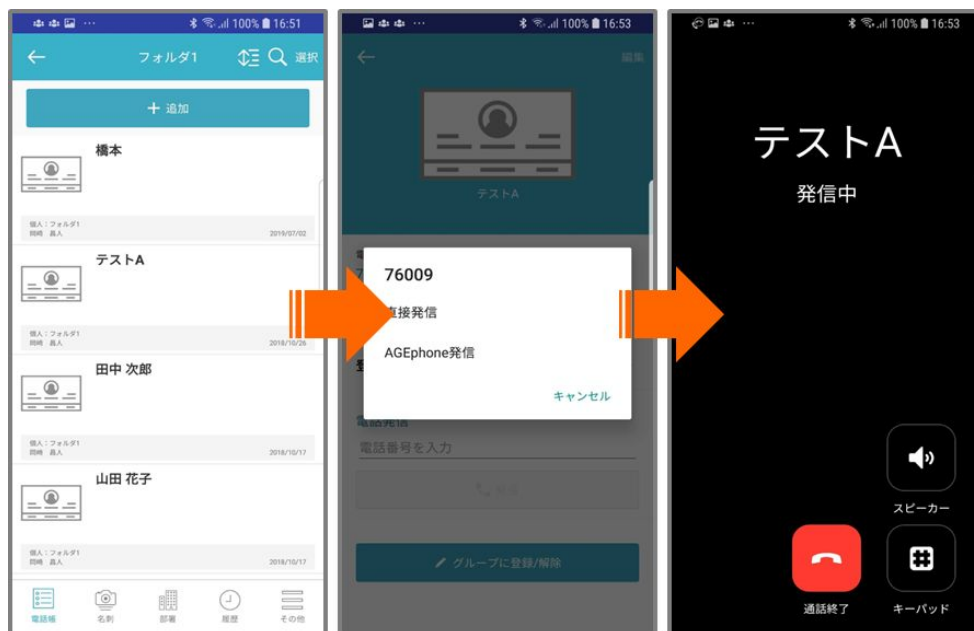 100% 16:51
フォルダ1
選択
+ 追加
橋本
個人：フォルダ1
岡崎 昌人
2019/07/02
テストA
個人：フォルダ1
岡崎 昌人
2018/10/26
田中 次郎
個人：フォルダ1
岡崎 昌人
2018/10/17
山田 花子
個人：フォルダ1
岡崎 昌人
2018/10/17
電話帳
名刺
部署
履歴
その他
100% 16:53
編集
テストA
76009
直接発信
AGEphone発信
キャンセル
電話発信
電話番号を入力
グループに登録/解除
100% 16:53
テストA
発信中
スピーカー
通話終了
キーパッド